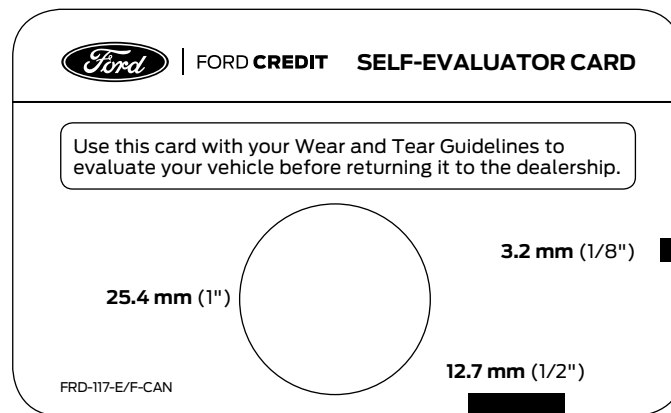 Ford FORD CREDIT SELF-EVALUATOR CARD
Use this card with your Wear and Tear Guidelines to
evaluate your vehicle before returning it to the dealership.
3.2 mm (1/8")
25.4 mm (1")
12.7 mm (1/2")
FRD-117-E/F-CAN